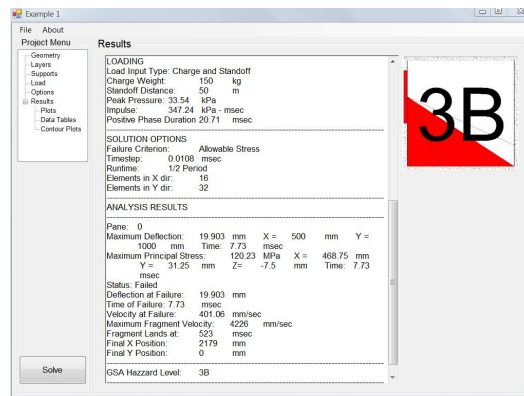 Example 1
File About
Project Menu
Results
Geometry
Layers
Supports
Load
Options
Results
Plots
Data Tables
Contour Plots
LOADING
Load Input Type: Charge and Standoff
Charge Weight: 150 kg
Standoff Distance: 50 m
Peak Pressure: 33.54 kPa
Impulse: 347.24 kPa - msec
Positive Phase Duration 20.71 msec
SOLUTION OPTIONS
Failure Criterion: Allowable Stress
Timestep: 0.0108 msec
Runtime: 1/2 Period
Elements in X dir: 16
Elements in Y dir: 32
ANALYSIS RESULTS
Pane: 0
Maximum Deflection: 19.903 mm X = 500 mm Y =
1000 mm Time: 7.73 msec
Maximum Principal Stress: 120.23 MPa X = 468.75 mm
Y = 31.25 mm Z= -7.5 mm Time: 7.73
msec
Status: Failed
Deflection at Failure: 19.903 mm
Time of Failure: 7.73 msec
Velocity at Failure: 401.06 mm/sec
Maximum Fragment Velocity: 4226 mm/sec
Fragment Lands at: 523 msec
Final X Position: 2179 mm
Final Y Position: 0 mm
GSA Hazzard Level: 3B
3B
Solve